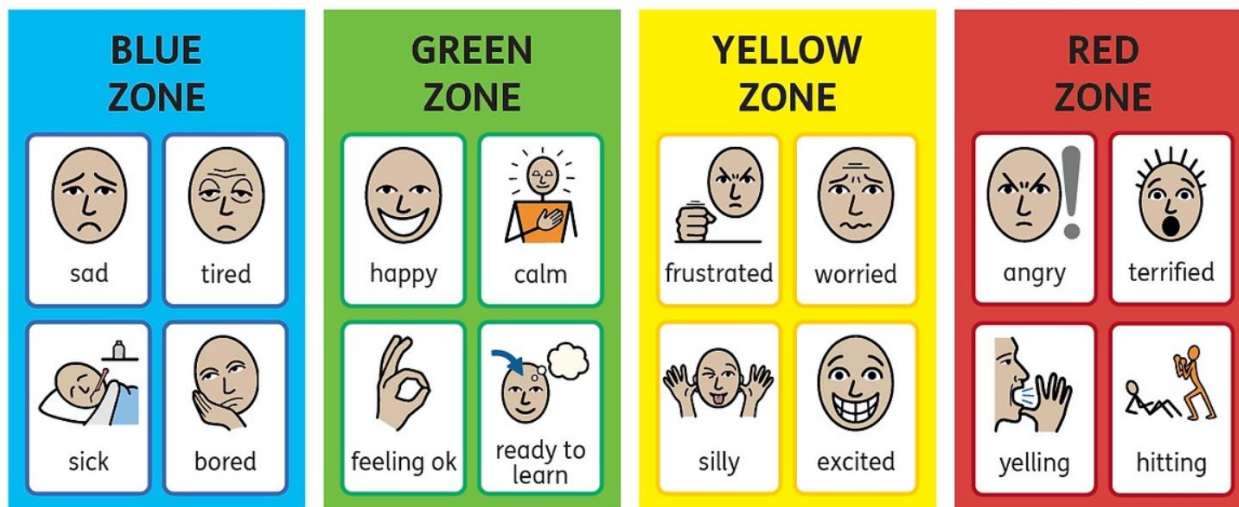 BLUE
ZONE
sad
tired
sick
bored
GREEN
ZONE
happy
calm
feeling ok
ready to
learn
YELLOW
ZONE
frustrated
worried
silly
excited
RED
ZONE
angry
terrified
yelling
hitting